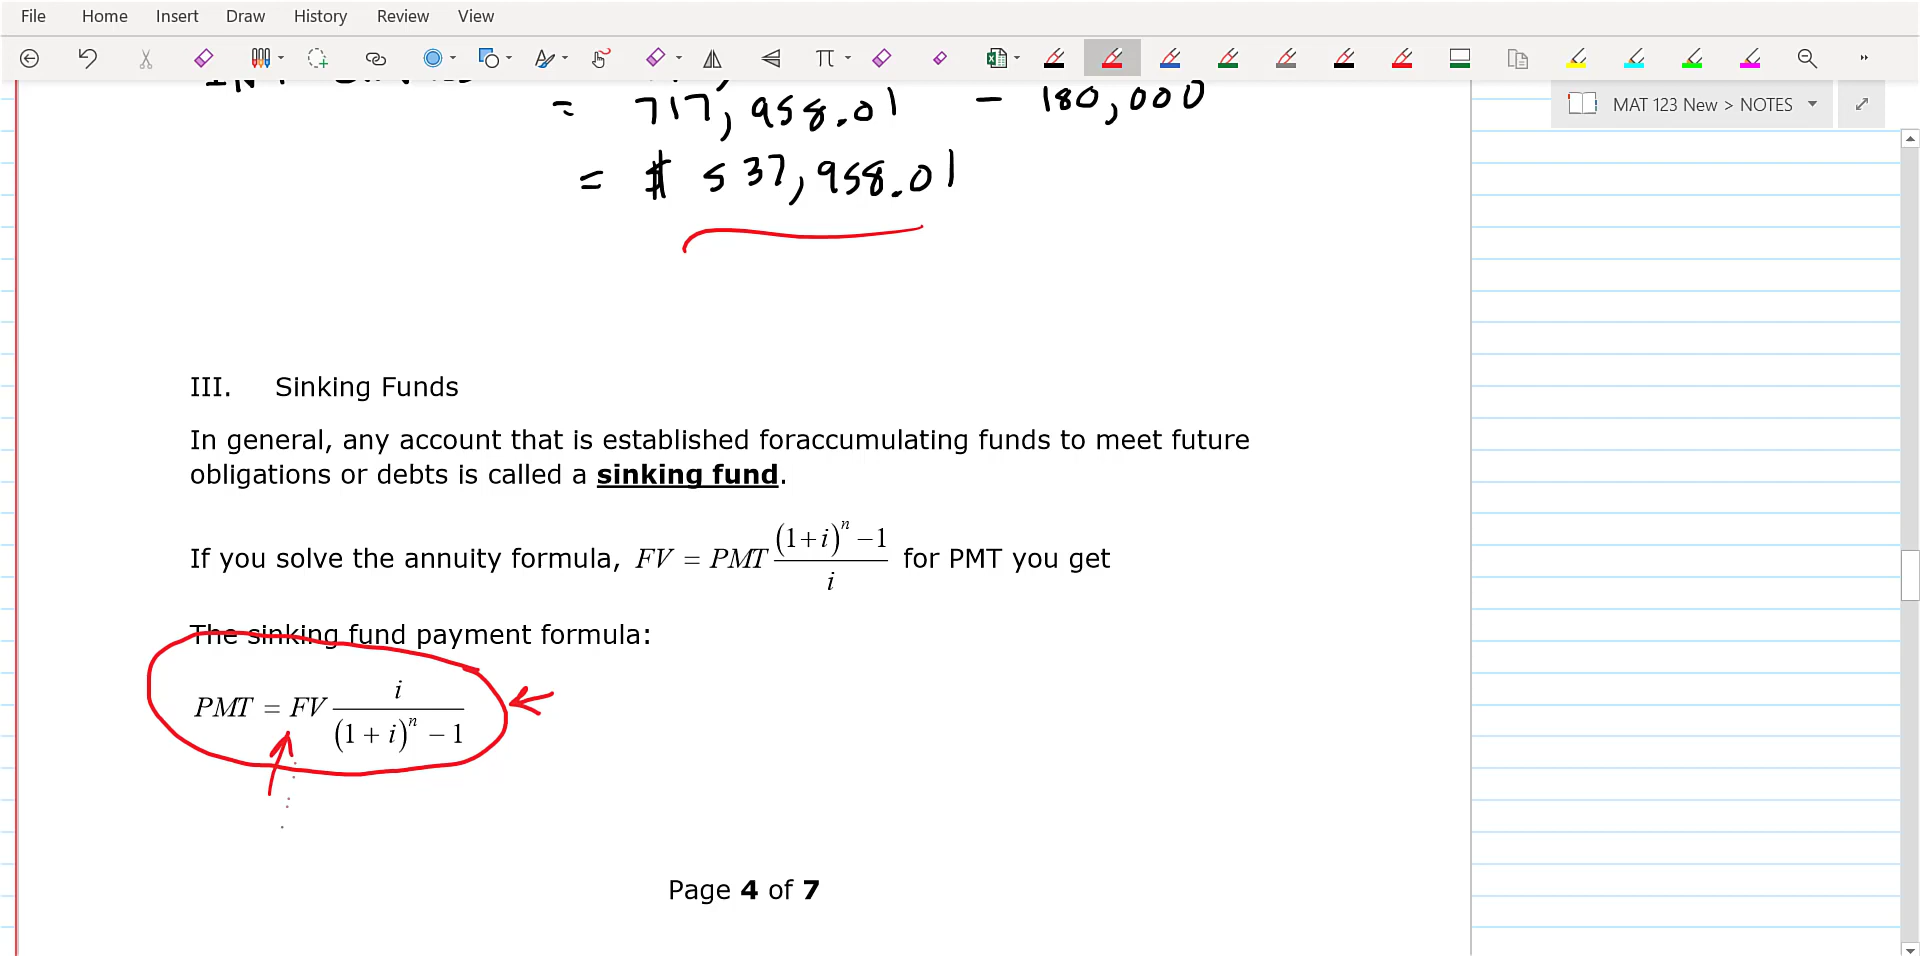 File Home Insert Draw History Review View
MAT 123 New > NOTES
= 717,958.01 - 180,000
= $ 537,958.01
III. Sinking Funds
In general, any account that is established foraccumulating funds to meet future
obligations or debts is called a sinking fund.
If you solve the annuity formula, FV = PMT ((1+i)^n −1)/i for PMT you get
The sinking fund payment formula:
PMT = FV i/((1 + i)^n − 1)
Page 4 of 7